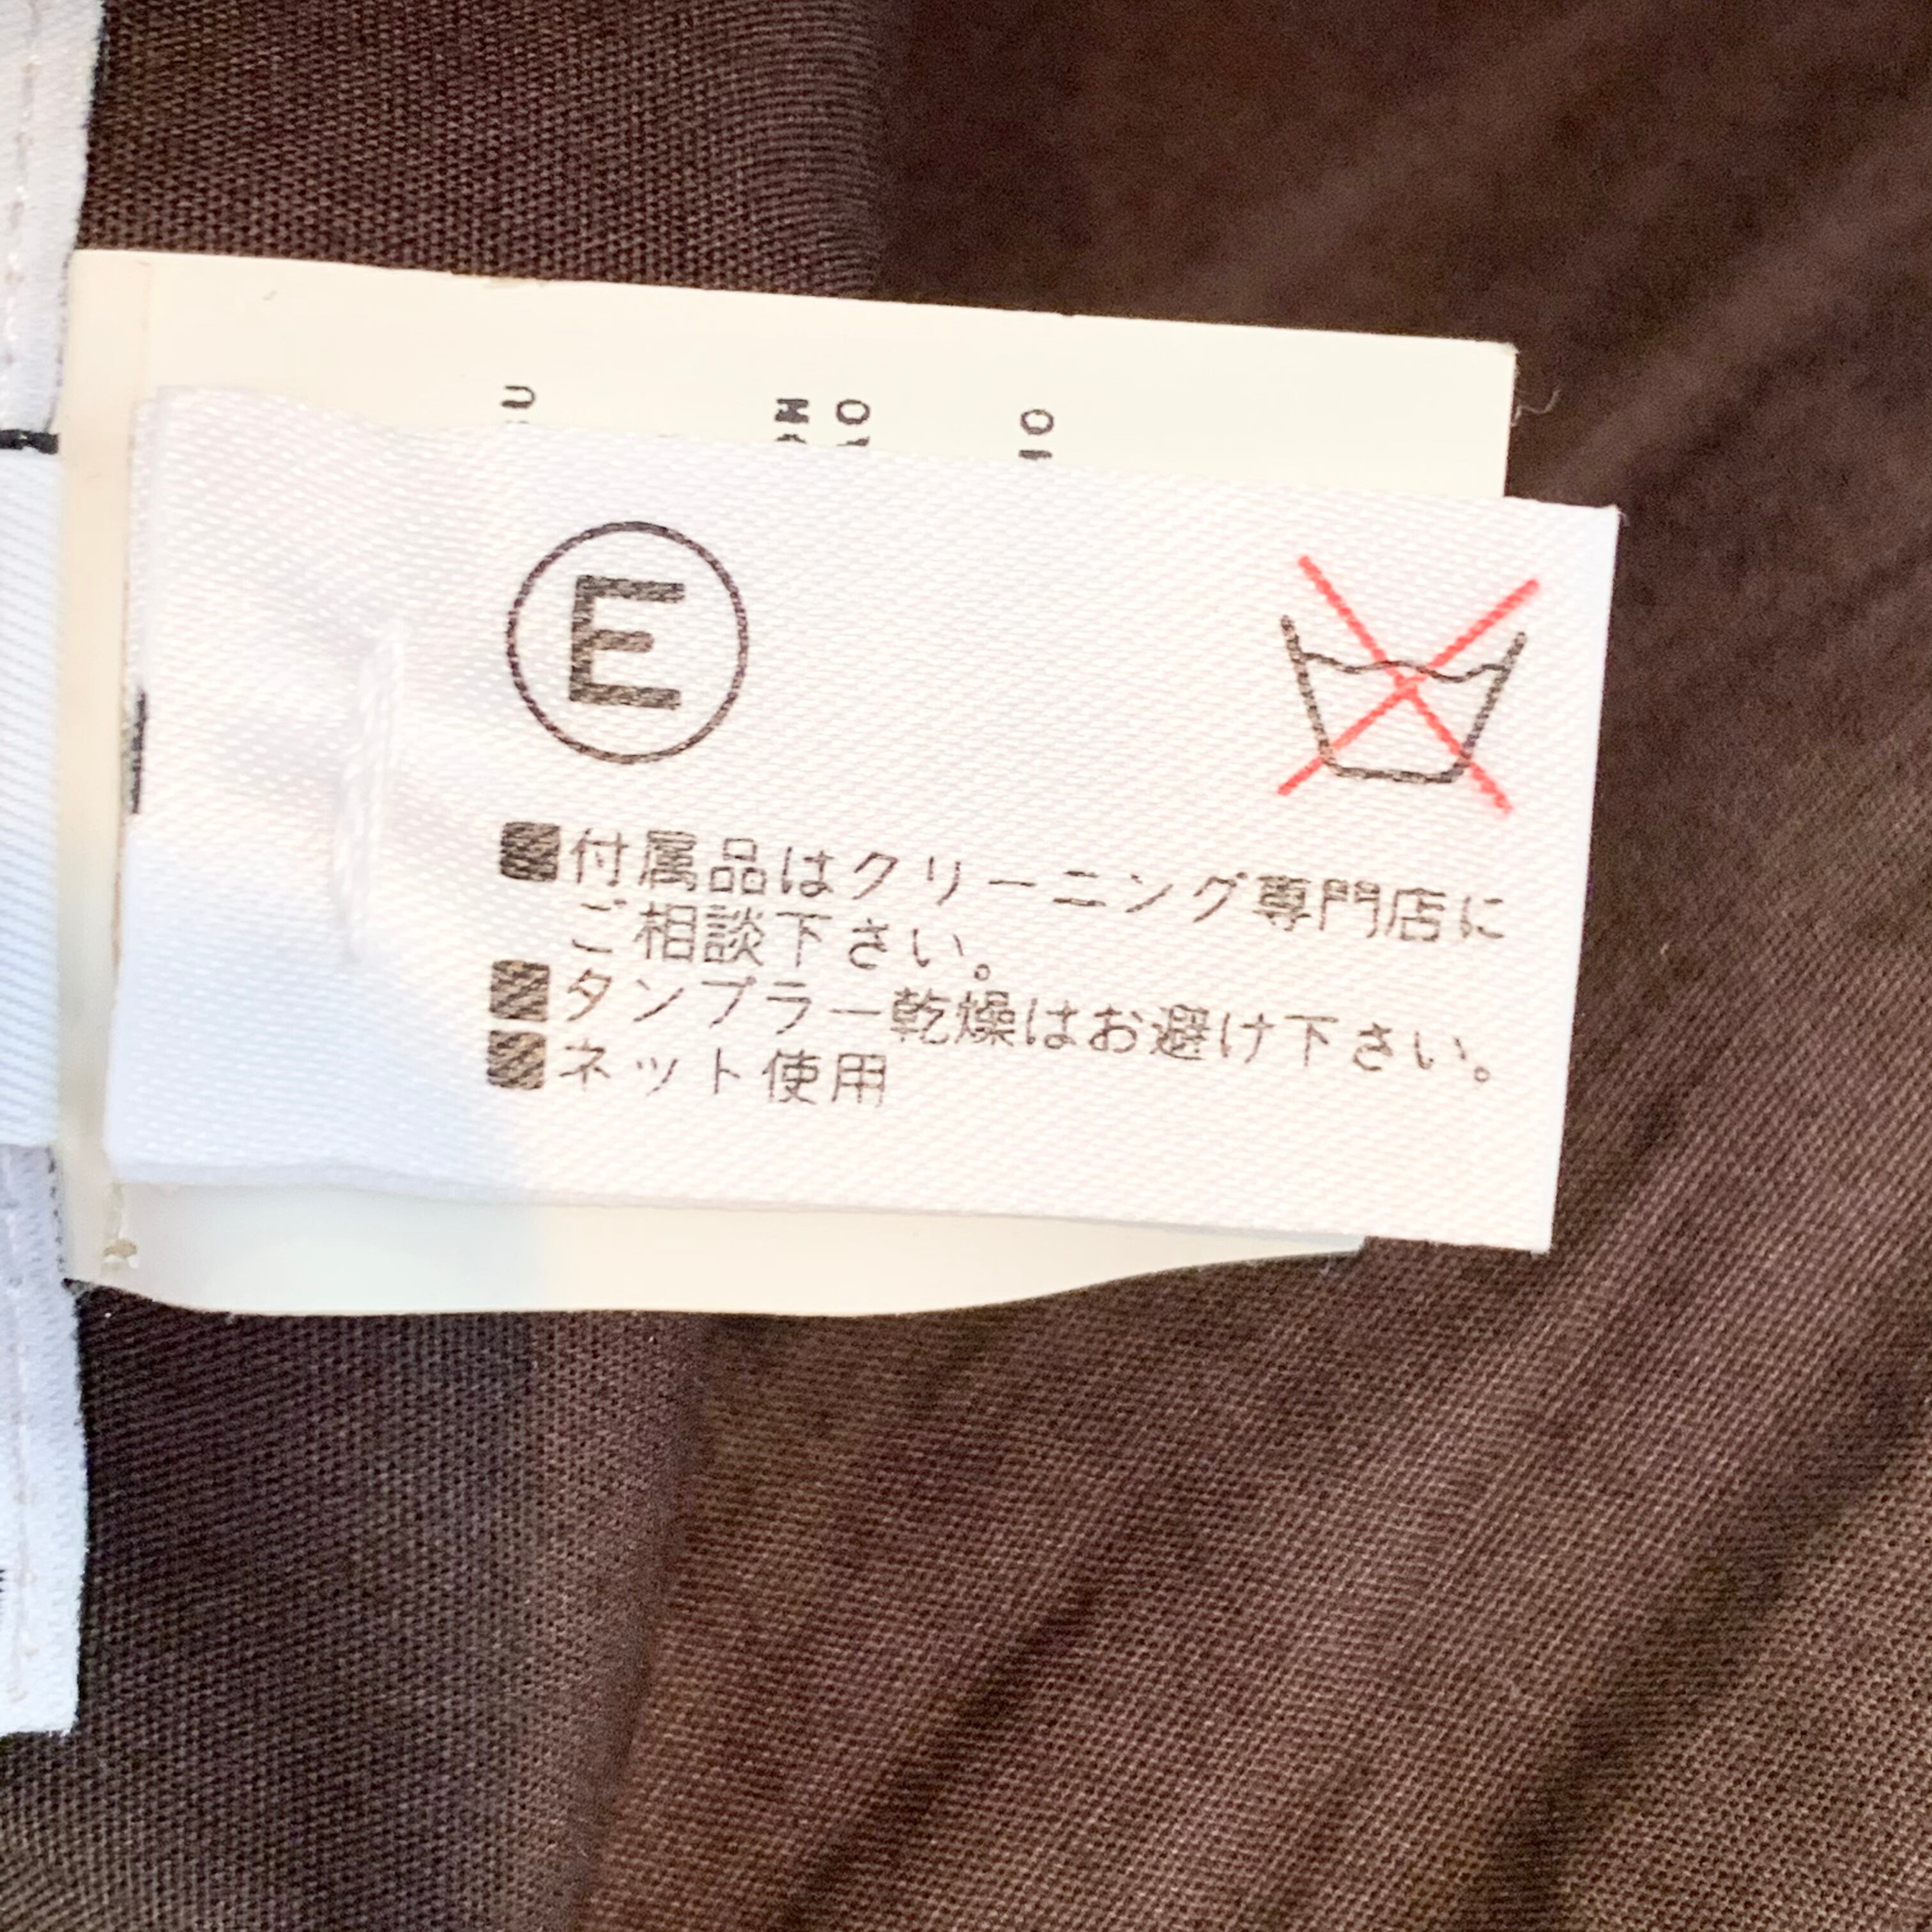 E
■付属品はクリーニング専門店に
ご相談下さい。
■タンブラー乾燥はお避け下さい。
■ネット使用